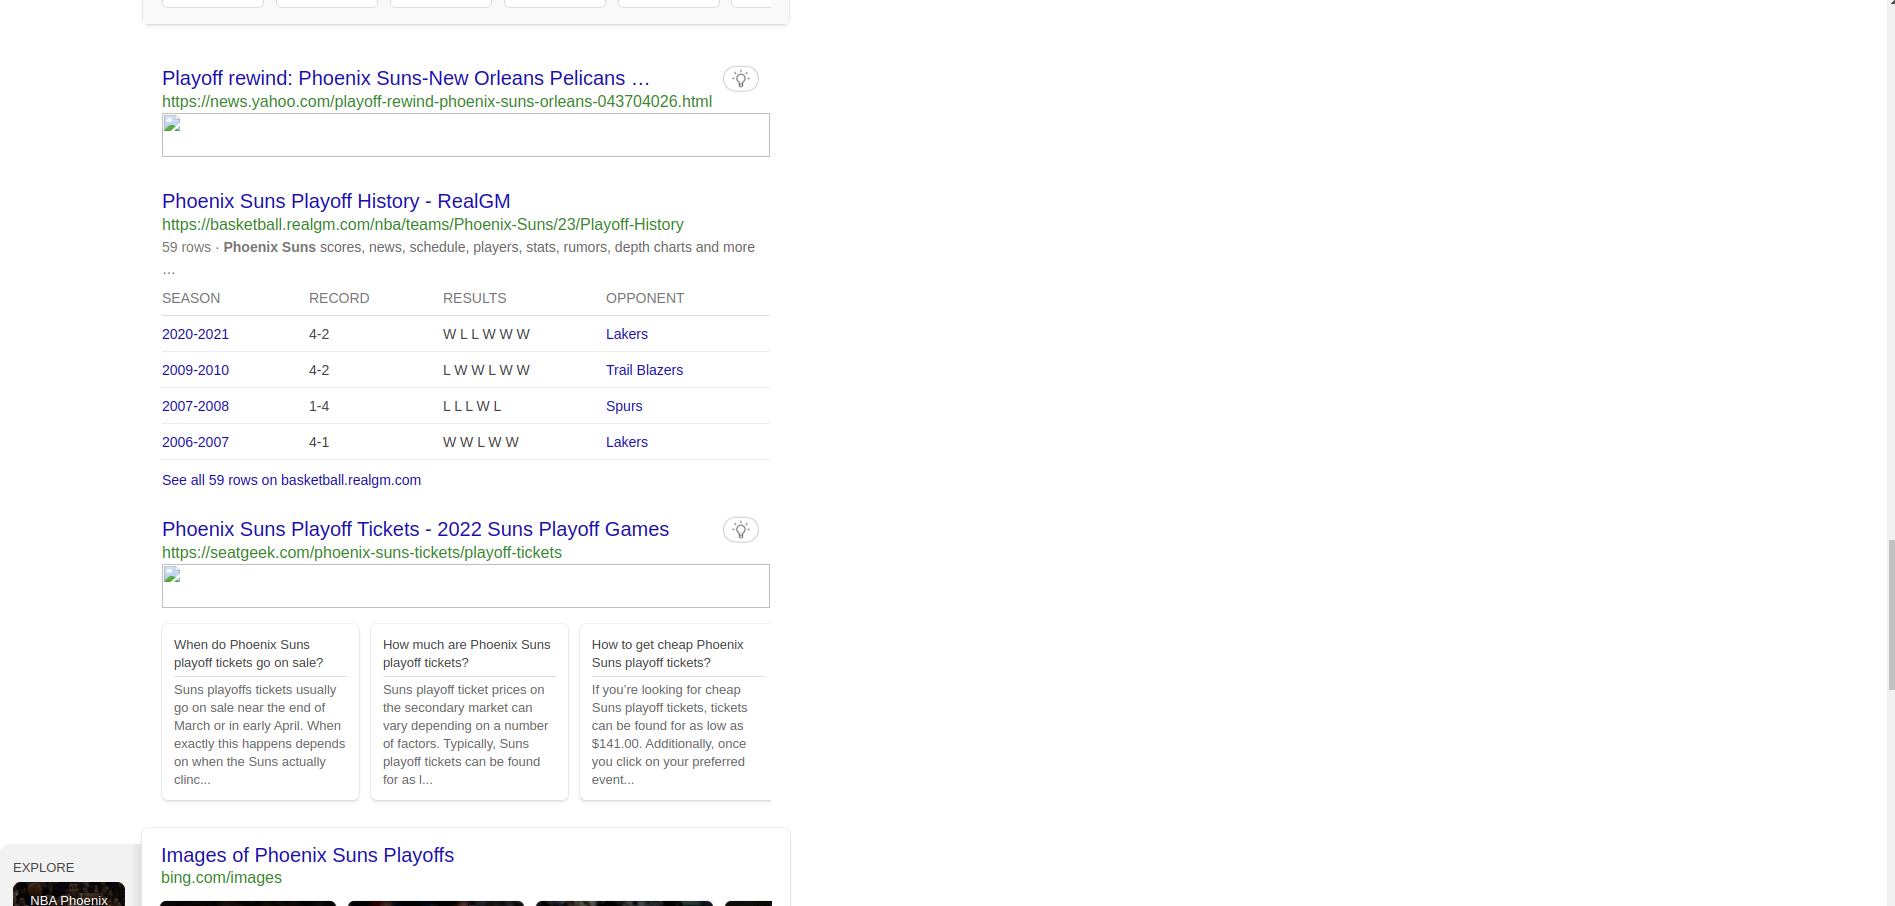 Playoff rewind: Phoenix Suns-New Orleans Pelicans …
https://news.yahoo.com/playoff-rewind-phoenix-suns-orleans-043704026.html
Phoenix Suns Playoff History - RealGM
https://basketball.realgm.com/nba/teams/Phoenix-Suns/23/Playoff-History
59 rows · Phoenix Suns scores, news, schedule, players, stats, rumors, depth charts and more
…
SEASON RECORD RESULTS OPPONENT
2020-2021 4-2 W L L W W W Lakers
2009-2010 4-2 L W W L W W Trail Blazers
2007-2008 1-4 L L L W L Spurs
2006-2007 4-1 W W L W W Lakers
See all 59 rows on basketball.realgm.com
Phoenix Suns Playoff Tickets - 2022 Suns Playoff Games
https://seatgeek.com/phoenix-suns-tickets/playoff-tickets
When do Phoenix Suns
playoff tickets go on sale?
Suns playoffs tickets usually
go on sale near the end of
March or in early April. When
exactly this happens depends
on when the Suns actually
clinc...
How much are Phoenix Suns
playoff tickets?
Suns playoff ticket prices on
the secondary market can
vary depending on a number
of factors. Typically, Suns
playoff tickets can be found
for as l...
How to get cheap Phoenix
Suns playoff tickets?
If you’re looking for cheap
Suns playoff tickets, tickets
can be found for as low as
$141.00. Additionally, once
you click on your preferred
event...
Images of Phoenix Suns Playoffs
bing.com/images
EXPLORE
NBA Phoenix